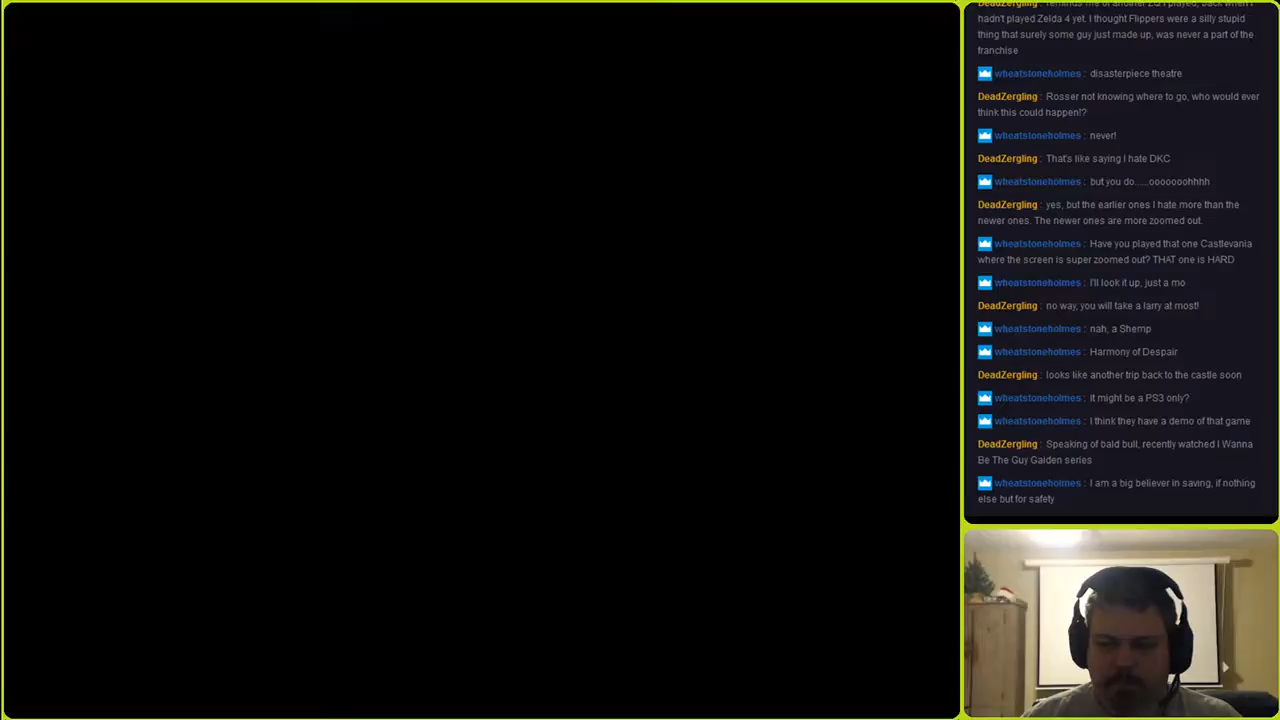 DeadZergling : reminds me of another ZQ I played, back when I
hadn't played Zelda 4 yet. I thought Flippers were a silly stupid
thing that surely some guy just made up, was never a part of the
franchise
wheatstoneholmes : disasterpiece theatre
DeadZergling : Rosser not knowing where to go, who would ever
think this could happen!?
wheatstoneholmes : never!
DeadZergling : That's like saying I hate DKC
wheatstoneholmes : but you do.....ooooooohhhh
DeadZergling : yes, but the earlier ones I hate more than the
newer ones. The newer ones are more zoomed out.
wheatstoneholmes : Have you played that one Castlevania
where the screen is super zoomed out? THAT one is HARD
wheatstoneholmes : I'll look it up, just a mo
DeadZergling : no way, you will take a larry at most!
wheatstoneholmes : nah, a Shemp
wheatstoneholmes : Harmony of Despair
DeadZergling : looks like another trip back to the castle soon
wheatstoneholmes : It might be a PS3 only?
wheatstoneholmes : I think they have a demo of that game
DeadZergling : Speaking of bald bull, recently watched I Wanna
Be The Guy Gaiden series
wheatstoneholmes : I am a big believer in saving, if nothing
else but for safety